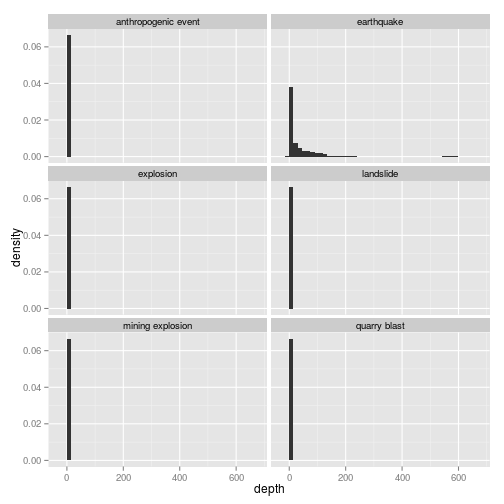 anthropogenic event earthquake
0.06
0.04
0.02
0.00
explosion landslide
0.06
0.04
0.02
0.00
density
mining explosion quarry blast
0.06
0.04
0.02
0.00
0 200 400 600 0 200 400 600
depth